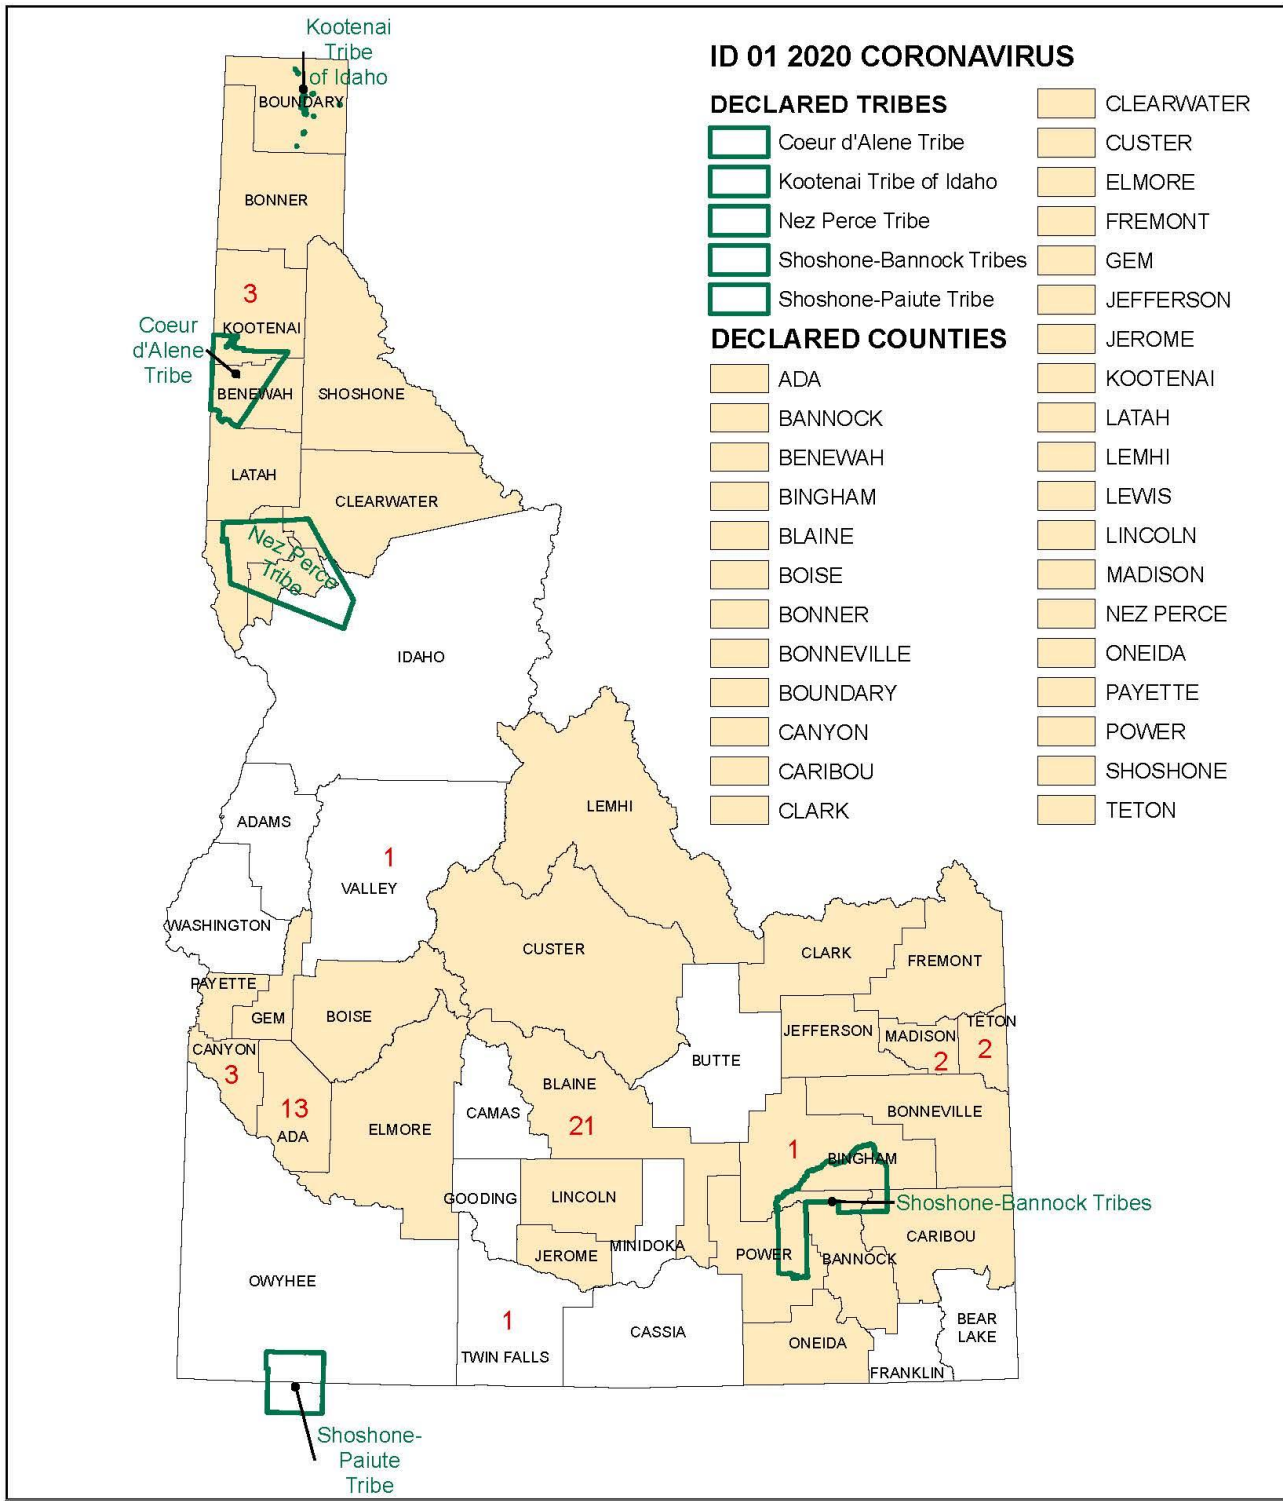 ID 01 2020 CORONAVIRUS
DECLARED TRIBES
Coeur d'Alene Tribe
Kootenai Tribe of Idaho
Nez Perce Tribe
Shoshone-Bannock Tribes
Shoshone-Paiute Tribe
DECLARED COUNTIES
ADA
BANNOCK
BENEWAH
BINGHAM
BLAINE
BOISE
BONNER
BONNEVILLE
BOUNDARY
CANYON
CARIBOU
CLARK
CLEARWATER
CUSTER
ELMORE
FREMONT
GEM
JEFFERSON
JEROME
KOOTENAI
LATAH
LEMHI
LEWIS
LINCOLN
MADISON
NEZ PERCE
ONEIDA
PAYETTE
POWER
SHOSHONE
TETON
Kootenai
Tribe
of Idaho
BOUNDARY
BONNER
3
KOOTENAI
Coeur
d'Alene
Tribe
BENEWAH
SHOSHONE
LATAH
CLEARWATER
Nez Perce
Tribe
IDAHO
ADAMS
1
VALLEY
LEMHI
WASHINGTON
CUSTER
CLARK
FREMONT
PAYETTE
GEM
BOISE
JEFFERSON
MADISON
2
TETON
2
CANYON
3
BUTTE
BLAINE
21
13
ADA
ELMORE
CAMAS
BONNEVILLE
1
BINGHAM
GOODING
LINCOLN
Shoshone-Bannock Tribes
MINIDOKA
JEROME
POWER
BANNOCK
CARIBOU
OWYHEE
1
TWIN FALLS
CASSIA
ONEIDA
BEAR
LAKE
FRANKLIN
Shoshone-
Paiute
Tribe